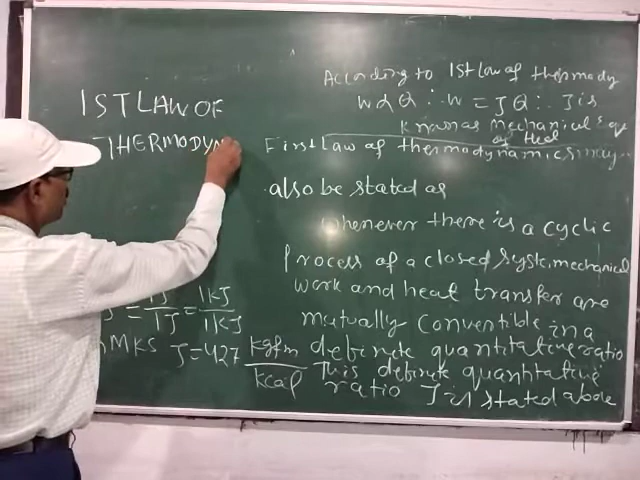 1ST LAW OF
THERMODYN
= 1J/1J = 1KJ/1KJ
MKS J = 427 kgfm/kcal
According to 1st Law of thermody
W α Q ∴ W = JQ ∴ J is
known as mechanical Eqv
of Heat
First Law of thermodynamics may
also be stated as
Whenever there is a cyclic
Process of a closed syste, mechanical
work and heat transfer are
mutually convertible in a
definite quantitative ratio
This definite quantitative
ratio J is stated above